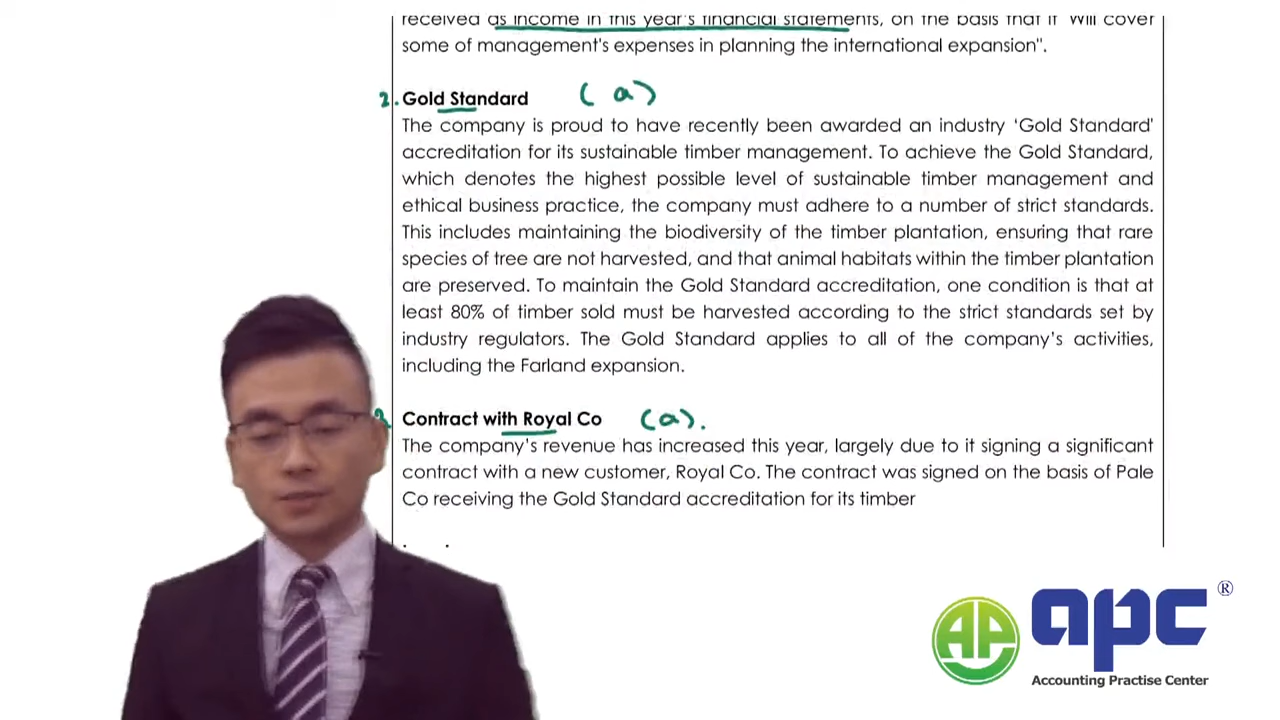 received as income in this year's financial statements, on the basis that it "will cover
some of management's expenses in planning the international expansion".
2. Gold Standard (a)
The company is proud to have recently been awarded an industry ‘Gold Standard'
accreditation for its sustainable timber management. To achieve the Gold Standard,
which denotes the highest possible level of sustainable timber management and
ethical business practice, the company must adhere to a number of strict standards.
This includes maintaining the biodiversity of the timber plantation, ensuring that rare
species of tree are not harvested, and that animal habitats within the timber plantation
are preserved. To maintain the Gold Standard accreditation, one condition is that at
least 80% of timber sold must be harvested according to the strict standards set by
industry regulators. The Gold Standard applies to all of the company’s activities,
including the Farland expansion.
Contract with Royal Co (a).
The company’s revenue has increased this year, largely due to it signing a significant
contract with a new customer, Royal Co. The contract was signed on the basis of Pale
Co receiving the Gold Standard accreditation for its timber
AP apc ®
Accounting Practise Center